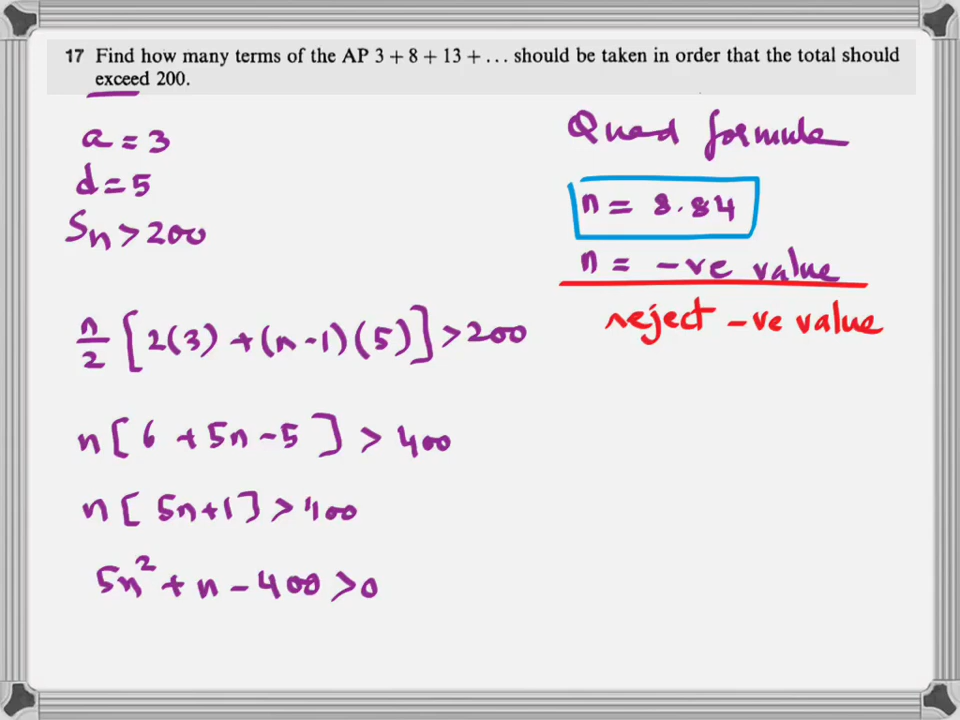 17 Find how many terms of the AP 3 + 8 + 13 + ... should be taken in order that the total should
exceed 200.
a = 3
d = 5
Sn > 200
n/2 [ 2(3) + (n - 1) (5) ] > 200
n [ 6 + 5n - 5 ] > 400
n [ 5n + 1 ] > 400
5n² + n - 400 > 0
Quad formula
n = 8.84
n = -ve value
reject -ve value